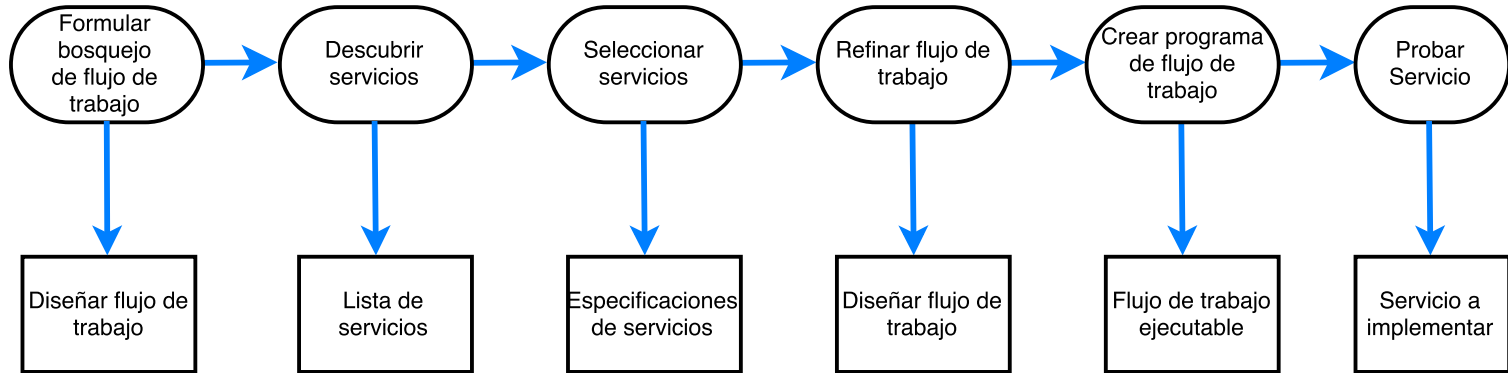 Formular
bosquejo
de flujo de
trabajo
Descubrir
servicios
Seleccionar
servicios
Refinar flujo de
trabajo
Crear programa
de flujo de
trabajo
Probar
Servicio
Diseñar flujo de
trabajo
Lista de
servicios
Especificaciones
de servicios
Diseñar flujo de
trabajo
Flujo de trabajo
ejecutable
Servicio a
implementar